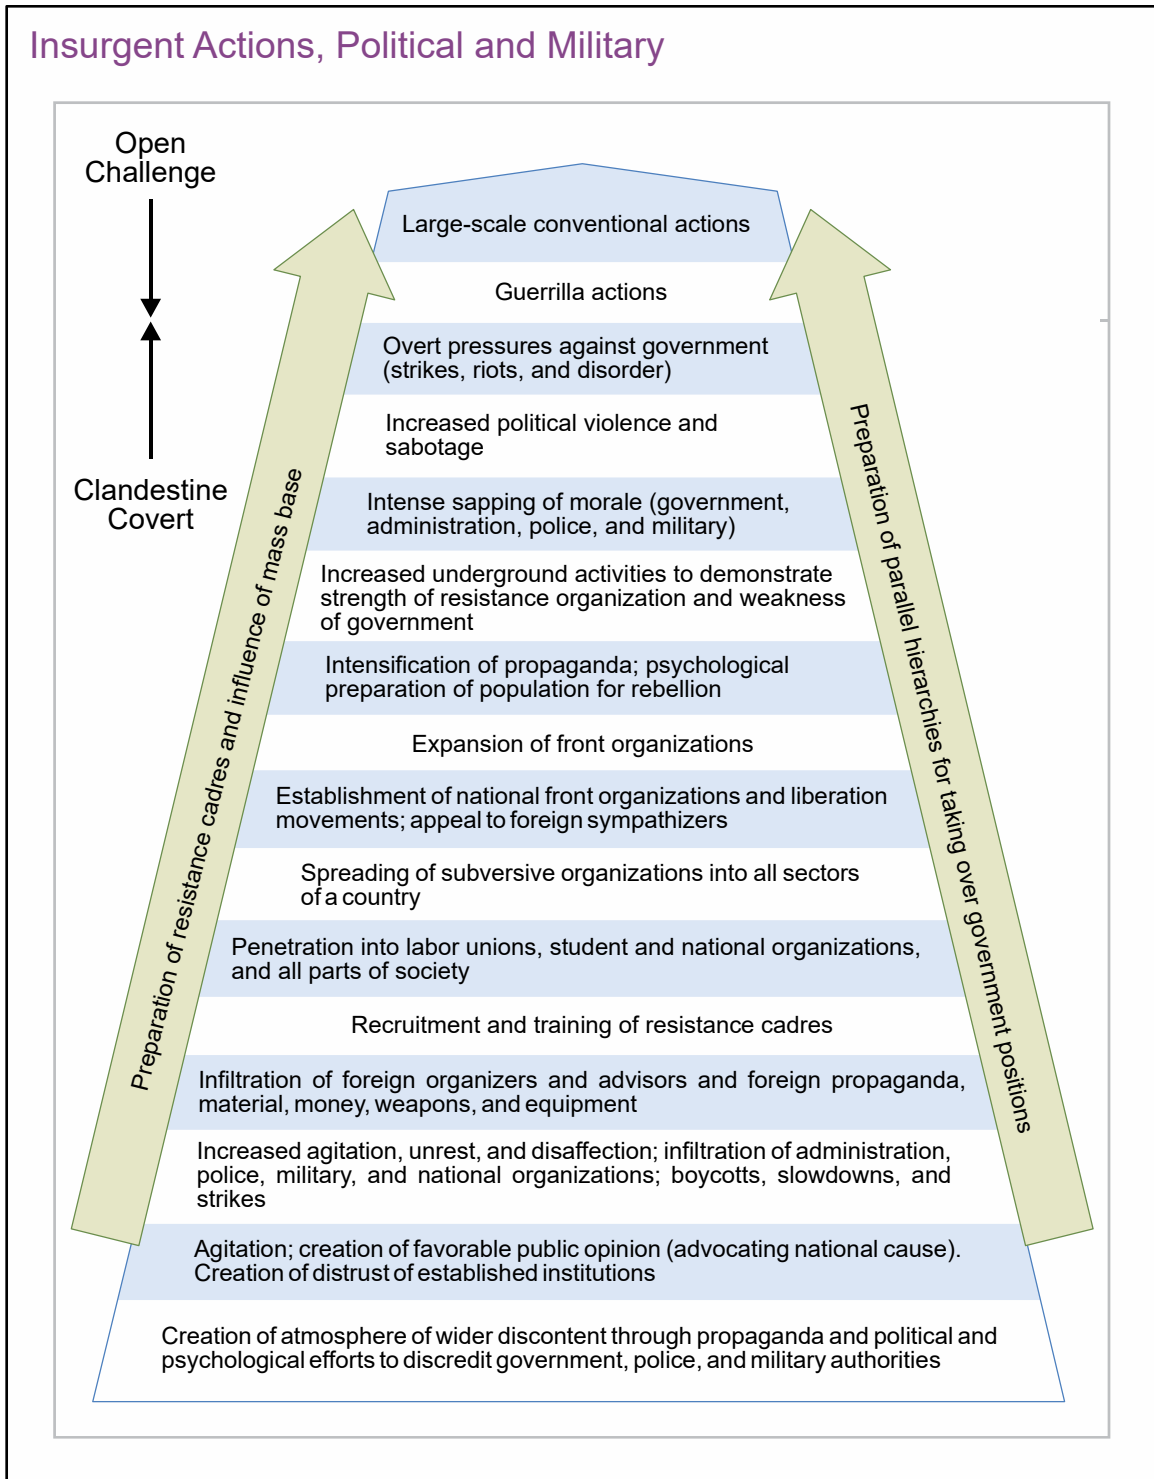 Insurgent Actions, Political and Military
Open
Challenge
Clandestine
Covert
Preparation of resistance cadres and influence of mass base
Large-scale conventional actions
Guerrilla actions
Overt pressures against government
(strikes, riots, and disorder)
Increased political violence and
sabotage
Intense sapping of morale (government,
administration, police, and military)
Increased underground activities to demonstrate
strength of resistance organization and weakness
of government
Intensification of propaganda; psychological
preparation of population for rebellion
Expansion of front organizations
Establishment of national front organizations and liberation
movements; appeal to foreign sympathizers
Spreading of subversive organizations into all sectors
of a country
Penetration into labor unions, student and national organizations,
and all parts of society
Recruitment and training of resistance cadres
Infiltration of foreign organizers and advisors and foreign propaganda,
material, money, weapons, and equipment
Increased agitation, unrest, and disaffection; infiltration of administration,
police, military, and national organizations; boycotts, slowdowns, and
strikes
Agitation; creation of favorable public opinion (advocating national cause).
Creation of distrust of established institutions
Creation of atmosphere of wider discontent through propaganda and political and
psychological efforts to discredit government, police, and military authorities
Preparation of parallel hierarchies for taking over government positions